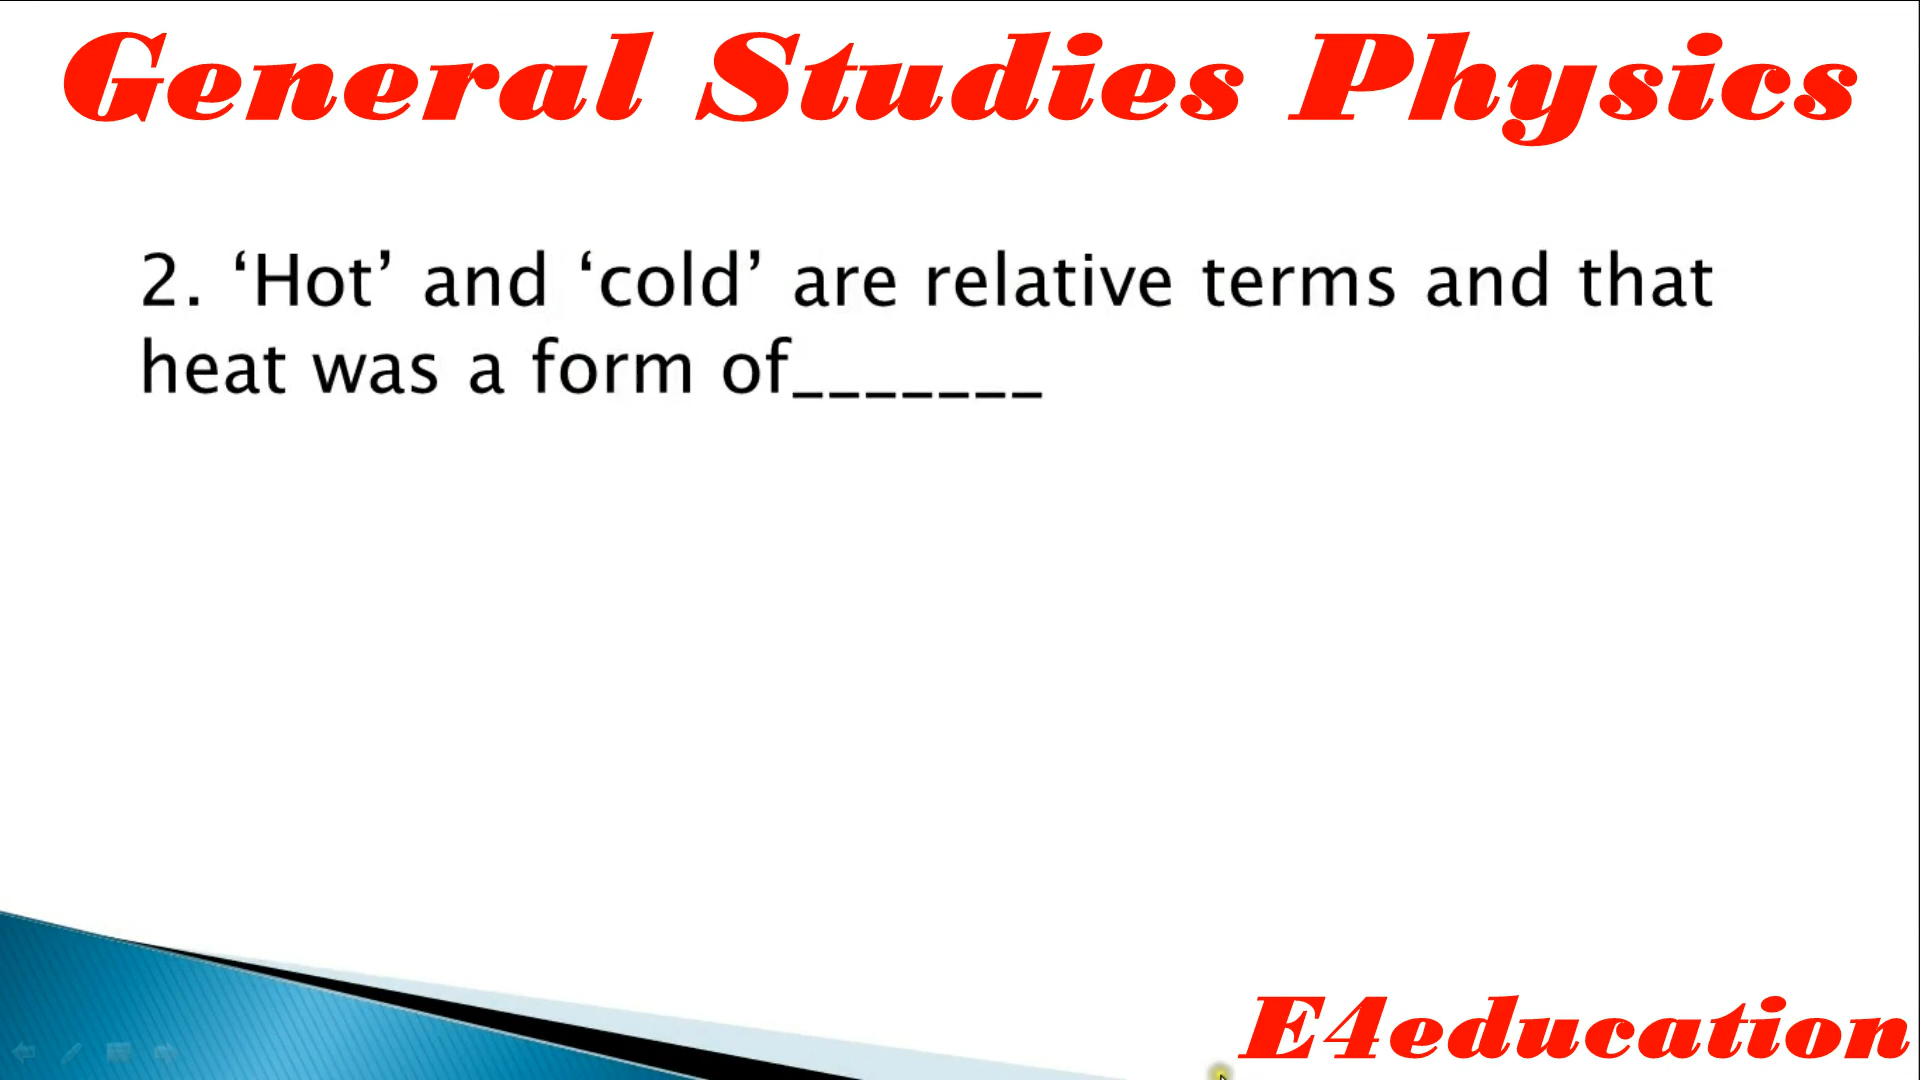 General Studies Physics
2. ‘Hot’ and ‘cold’ are relative terms and that
heat was a form of_______
E4education